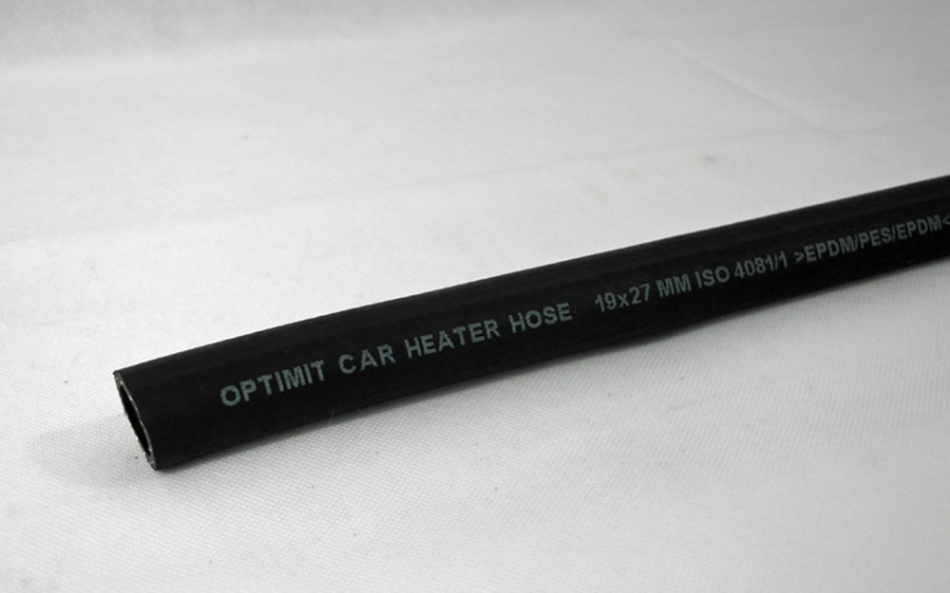 OPTIMIT CAR HEATER HOSE 19x27 MM ISO 4081/1 >EPDM/PES/EPDM<